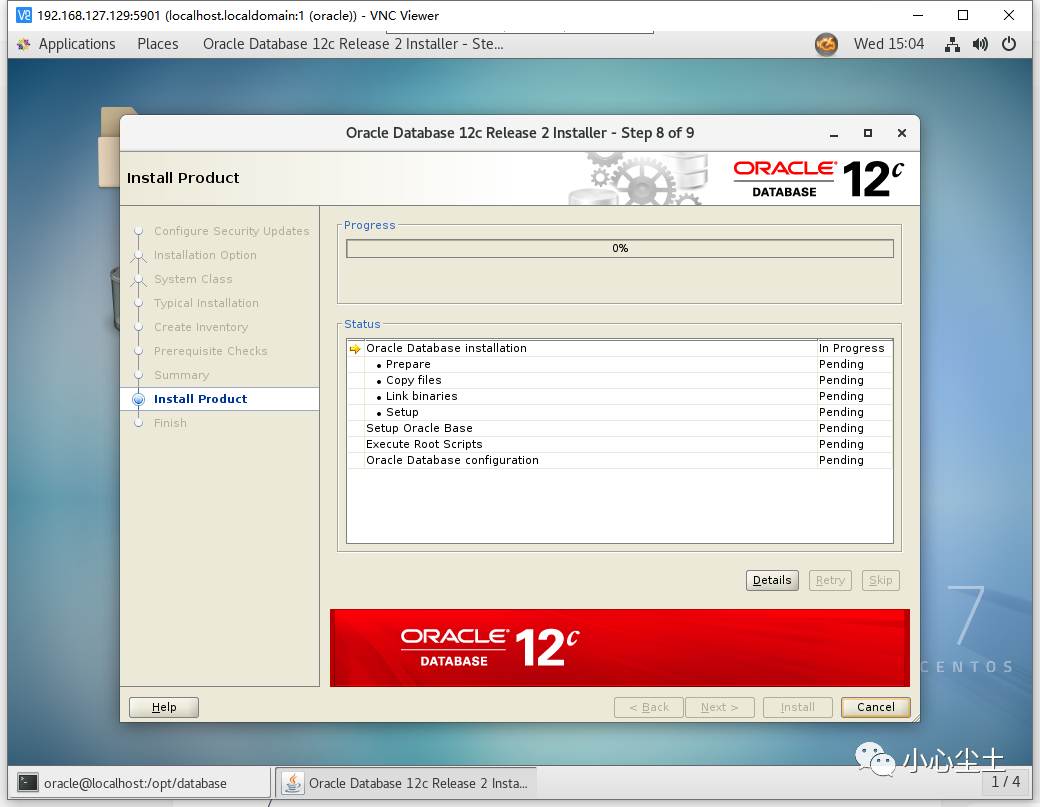 192.168.127.129:5901 (localhost.localdomain:1 (oracle)) - VNC Viewer
Applications Places Oracle Database 12c Release 2 Installer - Ste... Wed 15:04
Oracle Database 12c Release 2 Installer - Step 8 of 9
Install Product
ORACLE
DATABASE
12c
Configure Security Updates
Installation Option
System Class
Typical Installation
Create Inventory
Prerequisite Checks
Summary
Install Product
Finish
Progress
0%
Status
Oracle Database installation In Progress
Prepare Pending
Copy files Pending
Link binaries Pending
Setup Pending
Setup Oracle Base Pending
Execute Root Scripts Pending
Oracle Database configuration Pending
Details Retry Skip
ORACLE
DATABASE
12c
7
CENTOS
Help < Back Next > Install Cancel
小心尘土
oracle@localhost:/opt/database Oracle Database 12c Release 2 Insta... 1 / 4